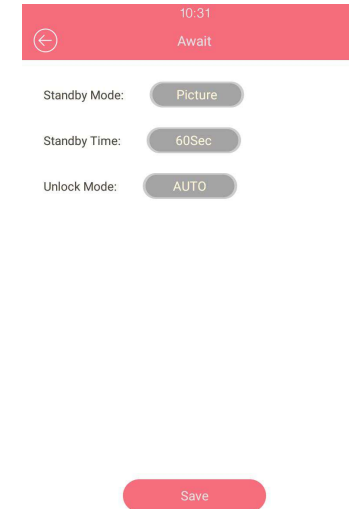 10:31
Await
Standby Mode: Picture
Standby Time: 60Sec
Unlock Mode: AUTO
Save